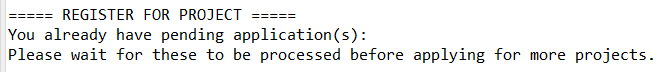 ===== REGISTER FOR PROJECT =====
You already have pending application(s):
Please wait for these to be processed before applying for more projects.